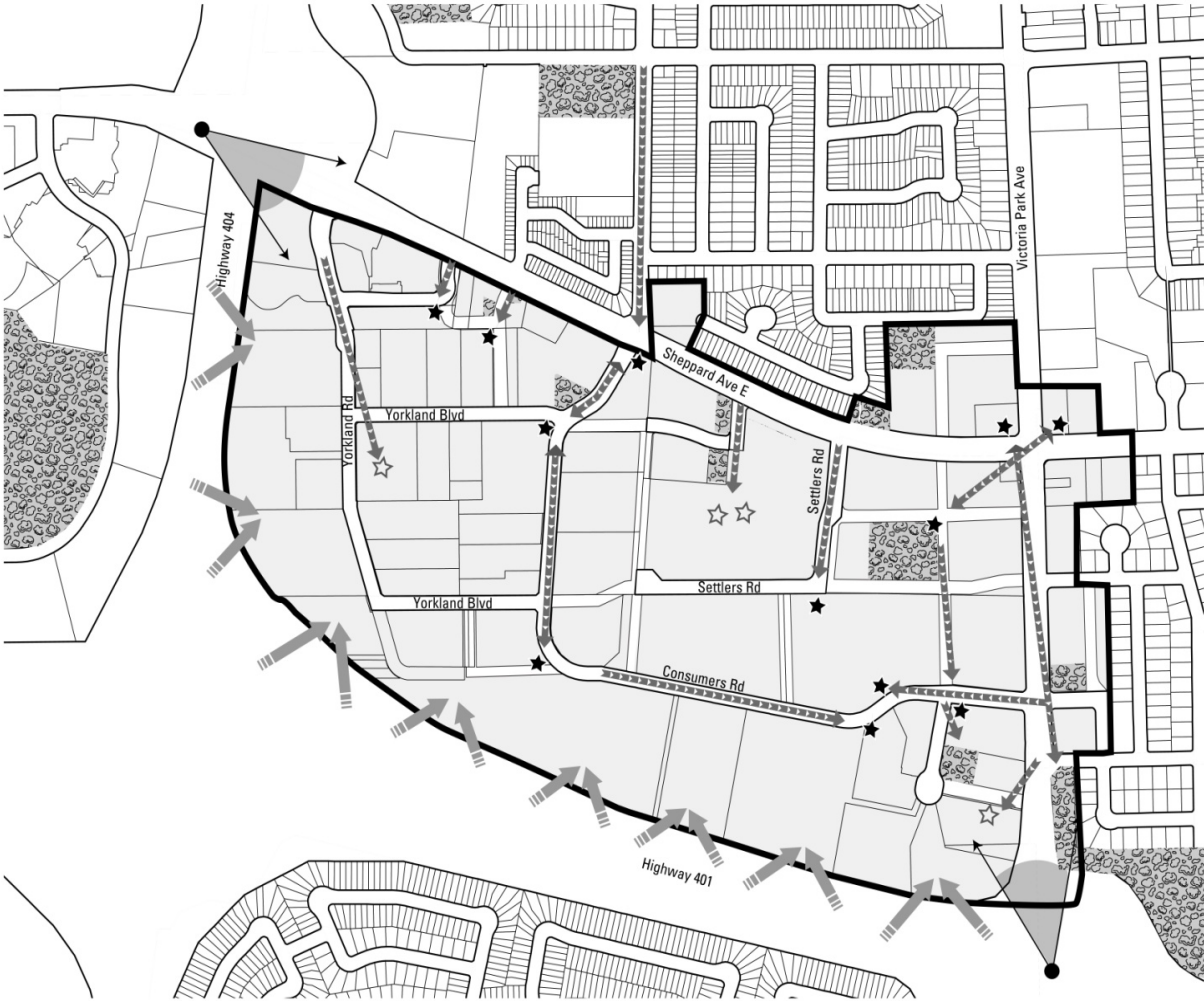 Victoria Park Ave
Highway 404
Sheppard Ave E
Yorkland Rd
Yorkland Blvd
Settlers Rd
Settlers Rd
Yorkland Blvd
Consumers Rd
Highway 401